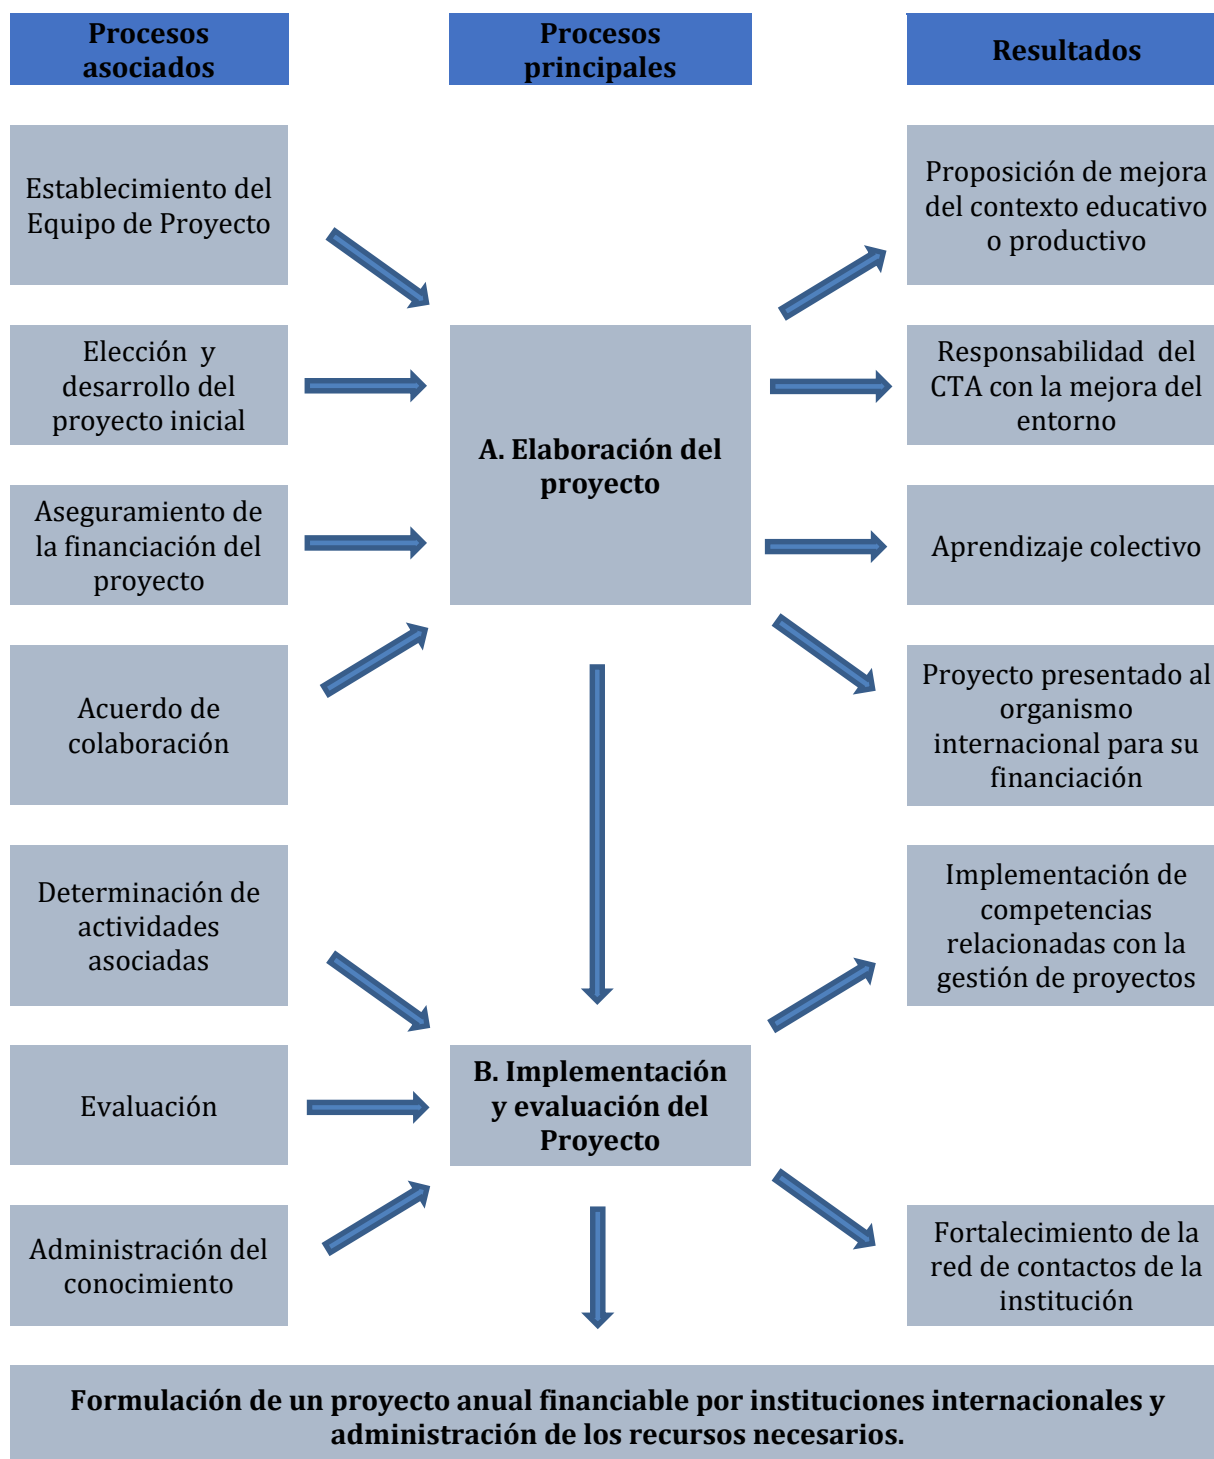 Procesos
asociados
Procesos
principales
Resultados
Establecimiento del
Equipo de Proyecto
Proposición de mejora
del contexto educativo
o productivo
Elección y
desarrollo del
proyecto inicial
A. Elaboración del
proyecto
Responsabilidad del
CTA con la mejora del
entorno
Aseguramiento de
la financiación del
proyecto
Aprendizaje colectivo
Acuerdo de
colaboración
Proyecto presentado al
organismo
internacional para su
financiación
Determinación de
actividades
asociadas
Implementación de
competencias
relacionadas con la
gestión de proyectos
Evaluación
B. Implementación
y evaluación del
Proyecto
Administración del
conocimiento
Fortalecimiento de la
red de contactos de la
institución
Formulación de un proyecto anual financiable por instituciones internacionales y
administración de los recursos necesarios.